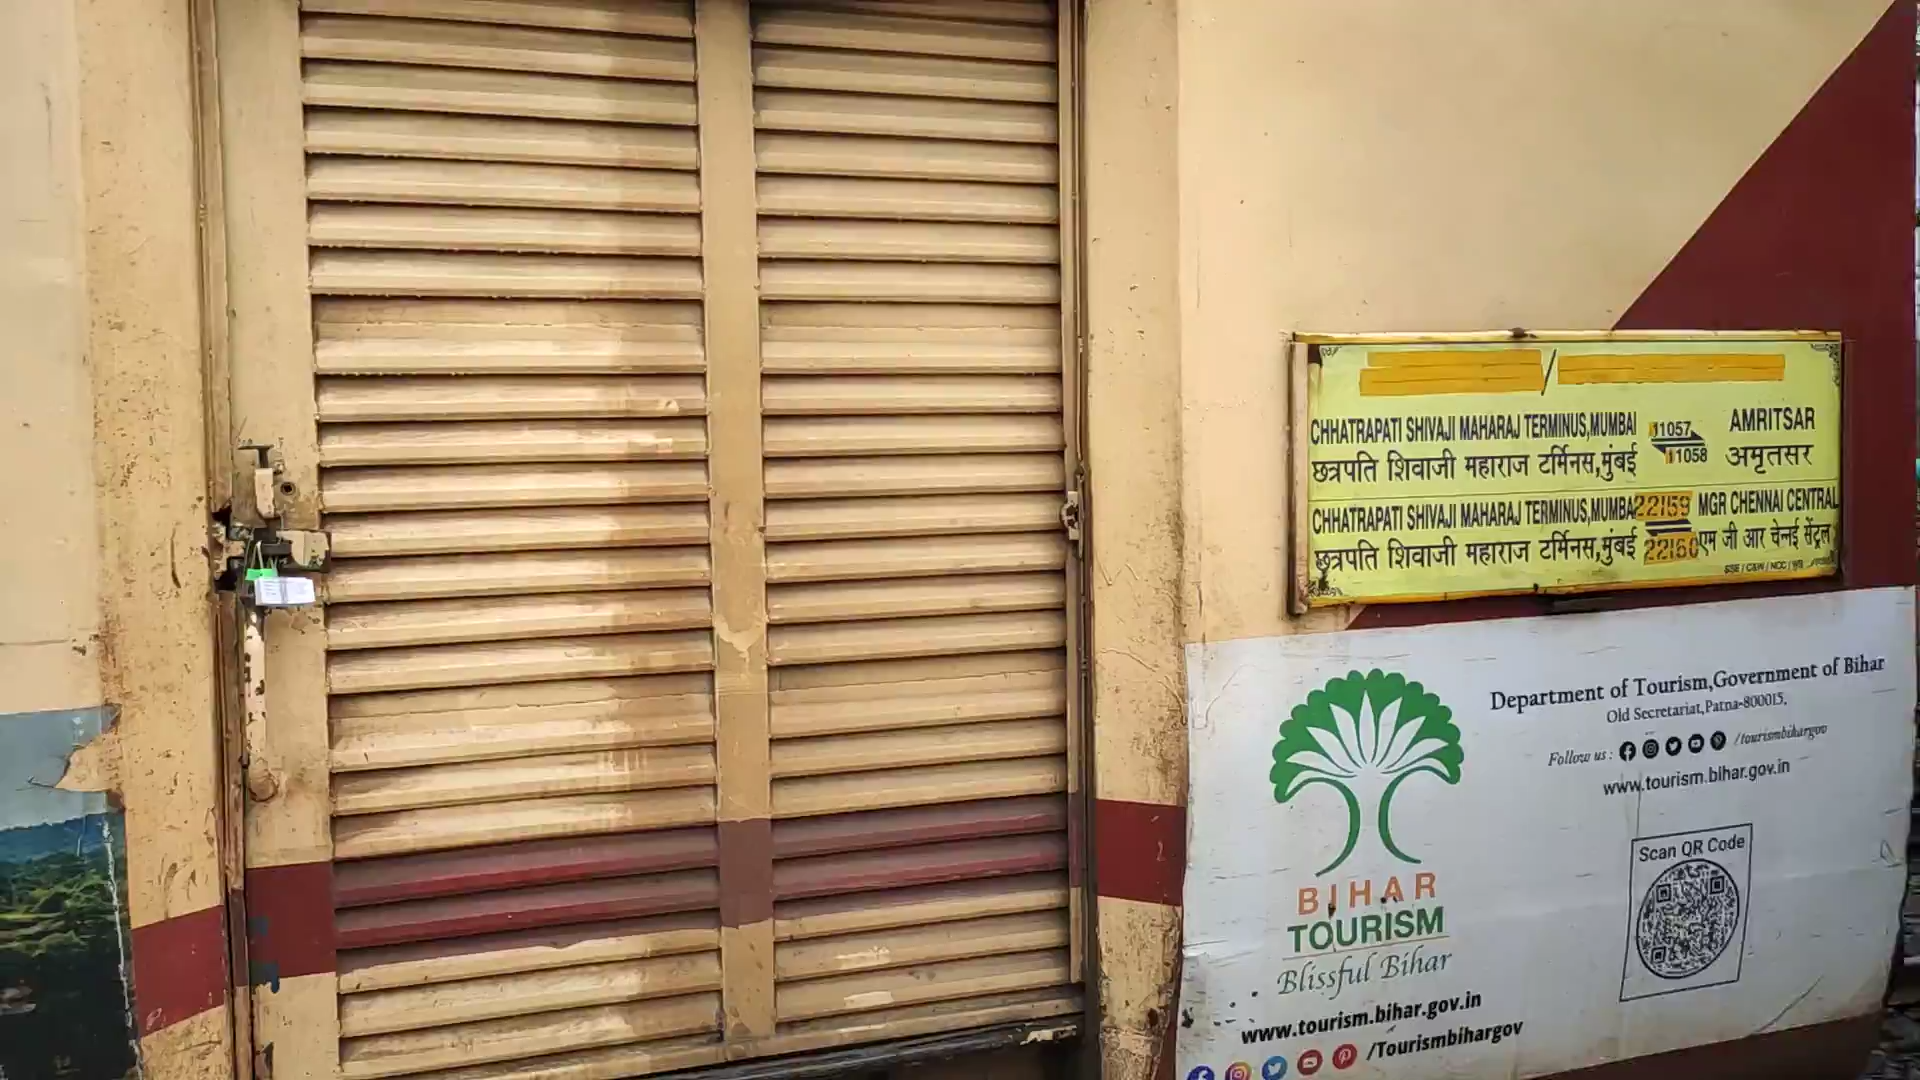 CHHATRAPATI SHIVAJI MAHARAJ TERMINUS,MUMBAI 11057 AMRITSAR
छत्रपति शिवाजी महाराज टर्मिनस,मुंबई 11058 अमृतसर
CHHATRAPATI SHIVAJI MAHARAJ TERMINUS,MUMBAI 22159 MGR CHENNAI CENTRAL
छत्रपति शिवाजी महाराज टर्मिनस,मुंबई 22160 एम जी आर चेन्नई सेंट्रल
SSE / C&W / NCC /
Department of Tourism,Government of Bihar
Old Secretariat,Patna-800015,
Follow us : /tourismbihargov
www.tourism.bihar.gov.in
Scan QR Code
BIHAR
TOURISM
Blissful Bihar
www.tourism.bihar.gov.in
/Tourismbihargov